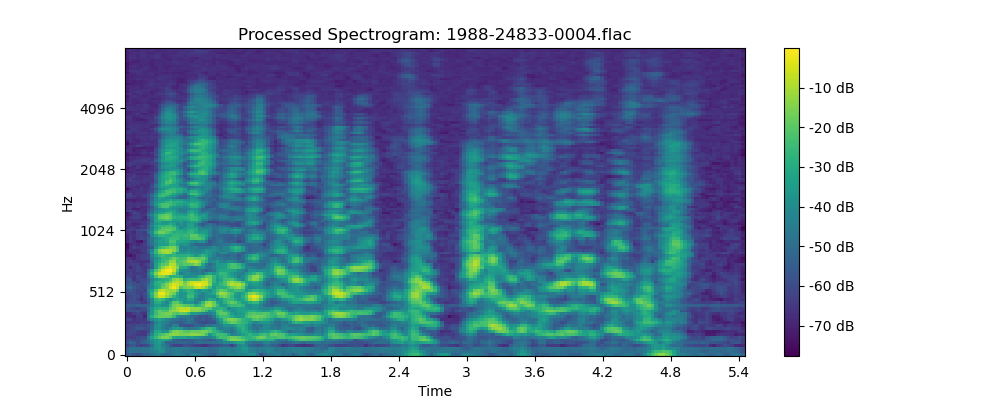 Processed Spectrogram: 1988-24833-0004.flac
4096
2048
1024
512
0
Hz
0 0.6 1.2 1.8 2.4 3 3.6 4.2 4.8 5.4
Time
-10 dB
-20 dB
-30 dB
-40 dB
-50 dB
-60 dB
-70 dB